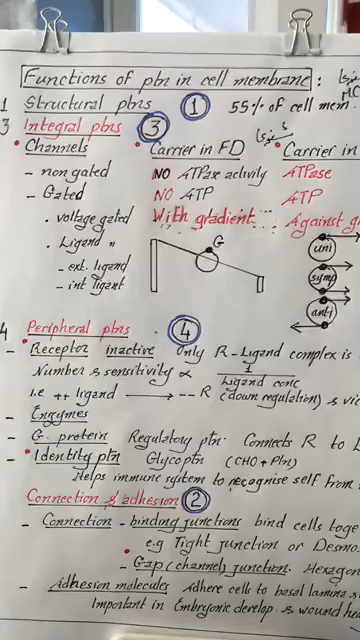 Functions of ptn in cell membrane:
1 Structural ptns ① 55% of cell mem.
3 Integral ptns ③
• Channels • Carrier in FD • Carrier in
- non gated NO ATPase activity ATPase
- Gated NO ATP ATP
. voltage gated With gradient Against g
. Ligand "
- ext. ligand
- int ligant
G
uni
symp
anti
4 Peripheral ptns ④
- Receptor inactive Only R-Ligand complex is
Number & sensitivity ∝ 1 / Ligand conc
i.e ++ ligand → -- R (down regulation) & vic
- Enzymes
- G. protein Regulatory ptn. Connects R to
- Identity ptn Glycoptn (CHO + Ptn)
Helps immune system to recognise self from
Connection & adhesion ②
- Connection - binding junctions bind cells toge
e.g Tight junction or Desmo
- Gap (channel) junction. Hexagon
- Adhesion molecules Adhere cells to basal lamina &
Important in Embryonic develop. & wound hea